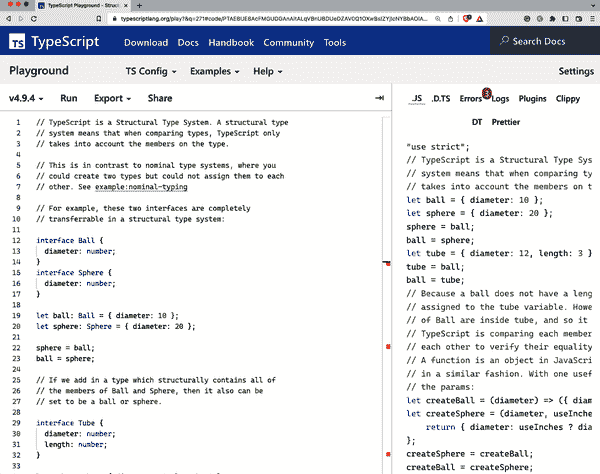 TypeScript Playground - Struc
typescriptlang.org/play?
TS TypeScript Download Docs Handbook Community Tools Search Docs
Playground TS Config Examples Help Settings
v4.9.4 Run Export Share
.JS .D.TS Errors 3 Logs Plugins Clippy
DT Prettier
1 // TypeScript is a Structural Type System. A structural type
2 // system means that when comparing types, TypeScript only
3 // takes into account the members on the type.
4
5 // This is in contrast to nominal type systems, where you
6 // could create two types but could not assign them to each
7 // other. See example:nominal-typing
8
9 // For example, these two interfaces are completely
10 // transferrable in a structural type system:
11
12 interface Ball {
13 diameter: number;
14 }
15 interface Sphere {
16 diameter: number;
17 }
18
19 let ball: Ball = { diameter: 10 };
20 let sphere: Sphere = { diameter: 20 };
21
22 sphere = ball;
23 ball = sphere;
24
25 // If we add in a type which structurally contains all of
26 // the members of Ball and Sphere, then it also can be
27 // set to be a ball or sphere.
28
29 interface Tube {
30 diameter: number;
31 length: number;
32 }
33
"use strict";
// TypeScript is a Structural Type Sys
// system means that when comparing ty
// takes into account the members on t
let ball = { diameter: 10 };
let sphere = { diameter: 20 };
sphere = ball;
ball = sphere;
let tube = { diameter: 12, length: 3 }
tube = ball;
ball = tube;
// Because a ball does not have a leng
// assigned to the tube variable. Howe
// of Ball are inside tube, and so it
// TypeScript is comparing each member
// each other to verify their equality
// A function is an object in JavaScri
// in a similar fashion. With one usef
// the params:
let createBall = (diameter) => ({ diam
let createSphere = (diameter, useInche
return { diameter: useInches ? dia
};
createSphere = createBall;
createBall = createSphere;